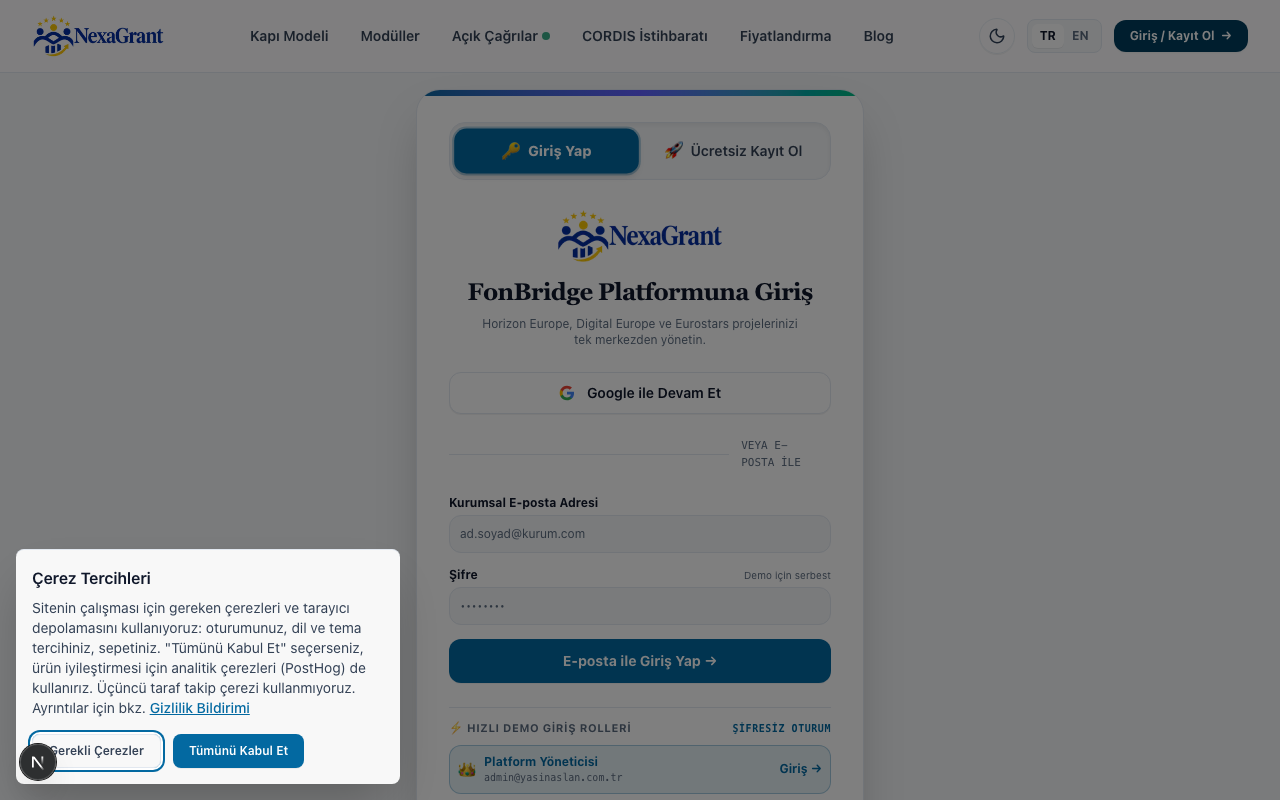 NexaGrant
Kapı Modeli
Modüller
Açık Çağrılar
CORDIS İstihbaratı
Fiyatlandırma
Blog
TR
EN
Giriş / Kayıt Ol →
Giriş Yap
Ücretsiz Kayıt Ol
NexaGrant
FonBridge Platformuna Giriş
Horizon Europe, Digital Europe ve Eurostars projelerinizi
tek merkezden yönetin.
Google ile Devam Et
VEYA E-
POSTA İLE
Kurumsal E-posta Adresi
ad.soyad@kurum.com
Şifre
Demo için serbest
••••••••
E-posta ile Giriş Yap →
⚡ HIZLI DEMO GİRİŞ ROLLERİ
ŞİFRESİZ OTURUM
Platform Yöneticisi
admin@yasinaslan.com.tr
Giriş →
Çerez Tercihleri
Sitenin çalışması için gereken çerezleri ve tarayıcı
depolamasını kullanıyoruz: oturumunuz, dil ve tema
tercihiniz, sepetiniz. "Tümünü Kabul Et" seçerseniz,
ürün iyileştirmesi için analitik çerezleri (PostHog) de
kullanırız. Üçüncü taraf takip çerezi kullanmıyoruz.
Ayrıntılar için bkz. Gizlilik Bildirimi
Gerekli Çerezler
Tümünü Kabul Et
N